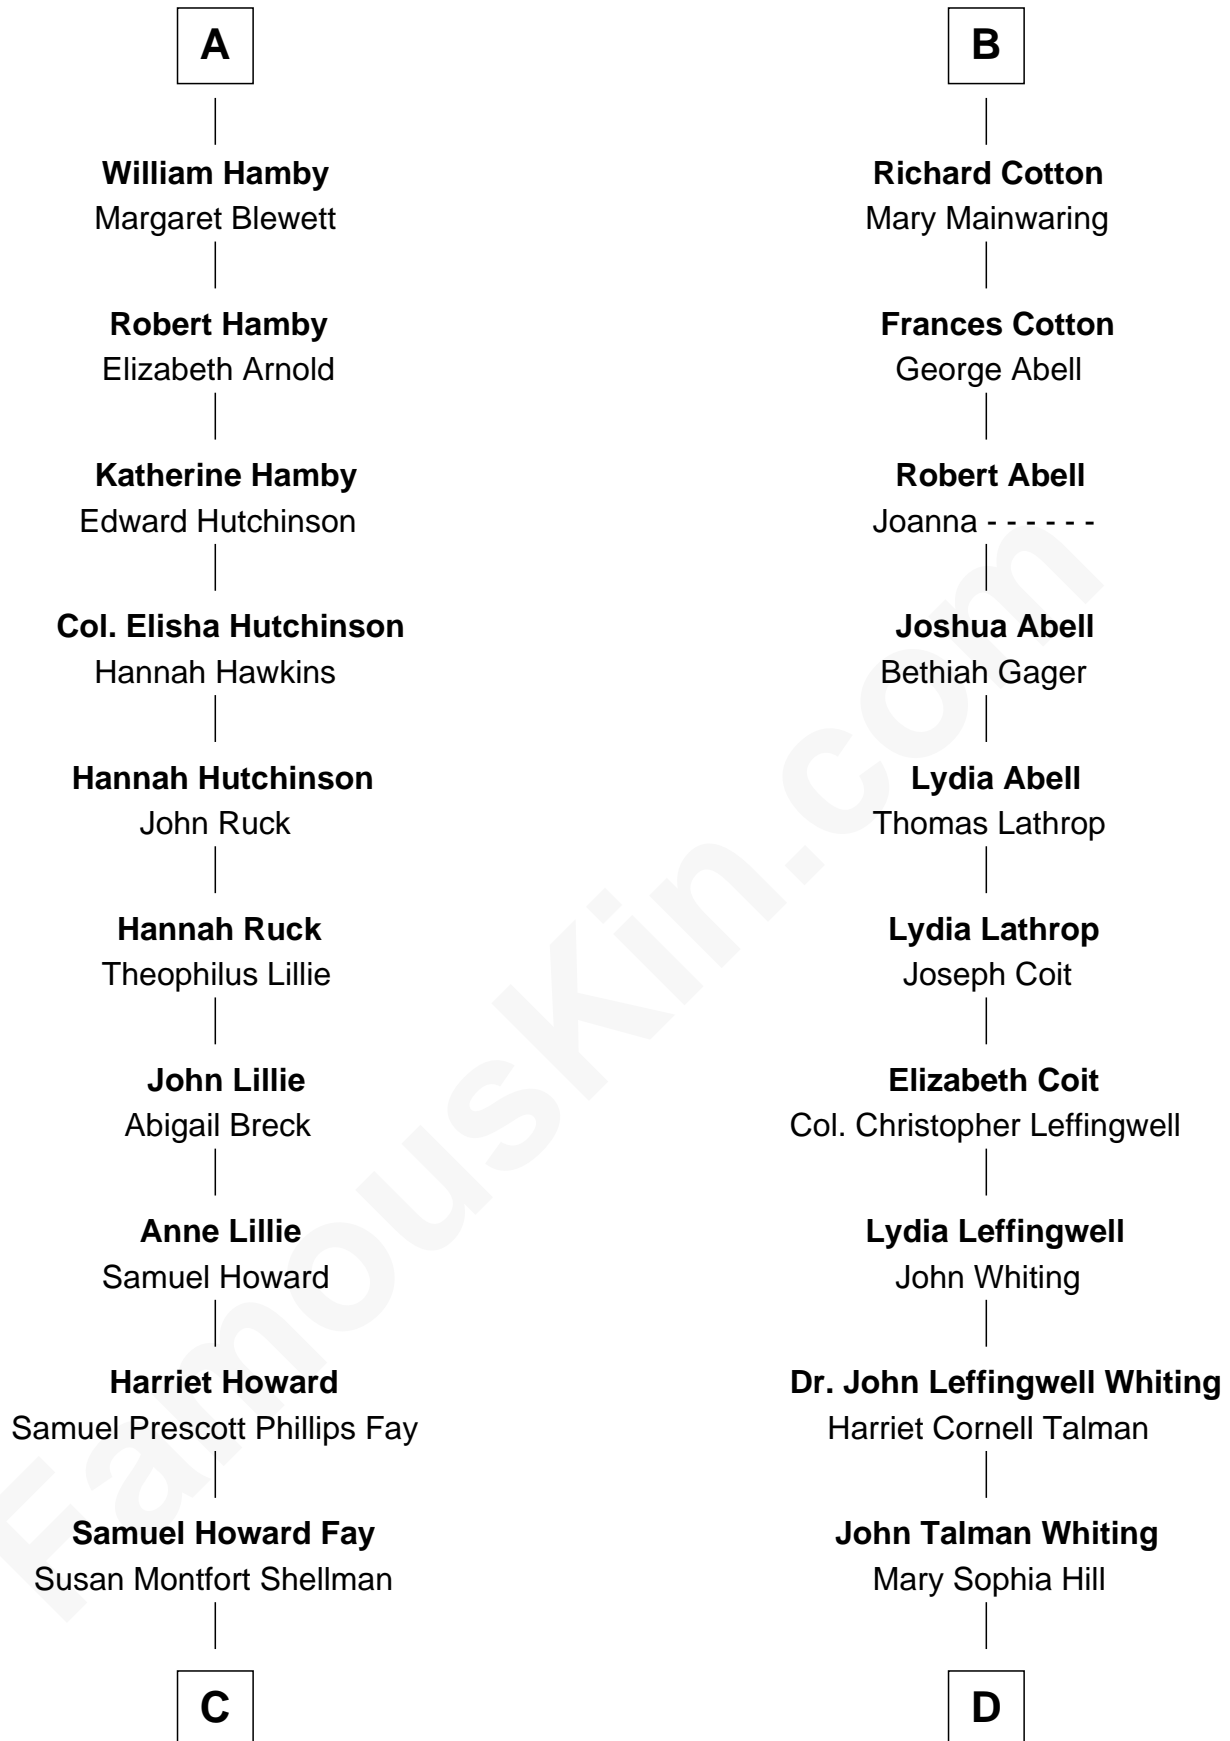 A
William Hamby
Margaret Blewett
Robert Hamby
Elizabeth Arnold
Katherine Hamby
Edward Hutchinson
Col. Elisha Hutchinson
Hannah Hawkins
Hannah Hutchinson
John Ruck
Hannah Ruck
Theophilus Lillie
John Lillie
Abigail Breck
Anne Lillie
Samuel Howard
Harriet Howard
Samuel Prescott Phillips Fay
Samuel Howard Fay
Susan Montfort Shellman
C
B
Richard Cotton
Mary Mainwaring
Frances Cotton
George Abell
Robert Abell
Joanna - - - - - -
Joshua Abell
Bethiah Gager
Lydia Abell
Thomas Lathrop
Lydia Lathrop
Joseph Coit
Elizabeth Coit
Col. Christopher Leffingwell
Lydia Leffingwell
John Whiting
Dr. John Leffingwell Whiting
Harriet Cornell Talman
John Talman Whiting
Mary Sophia Hill
D
FamousKin.com